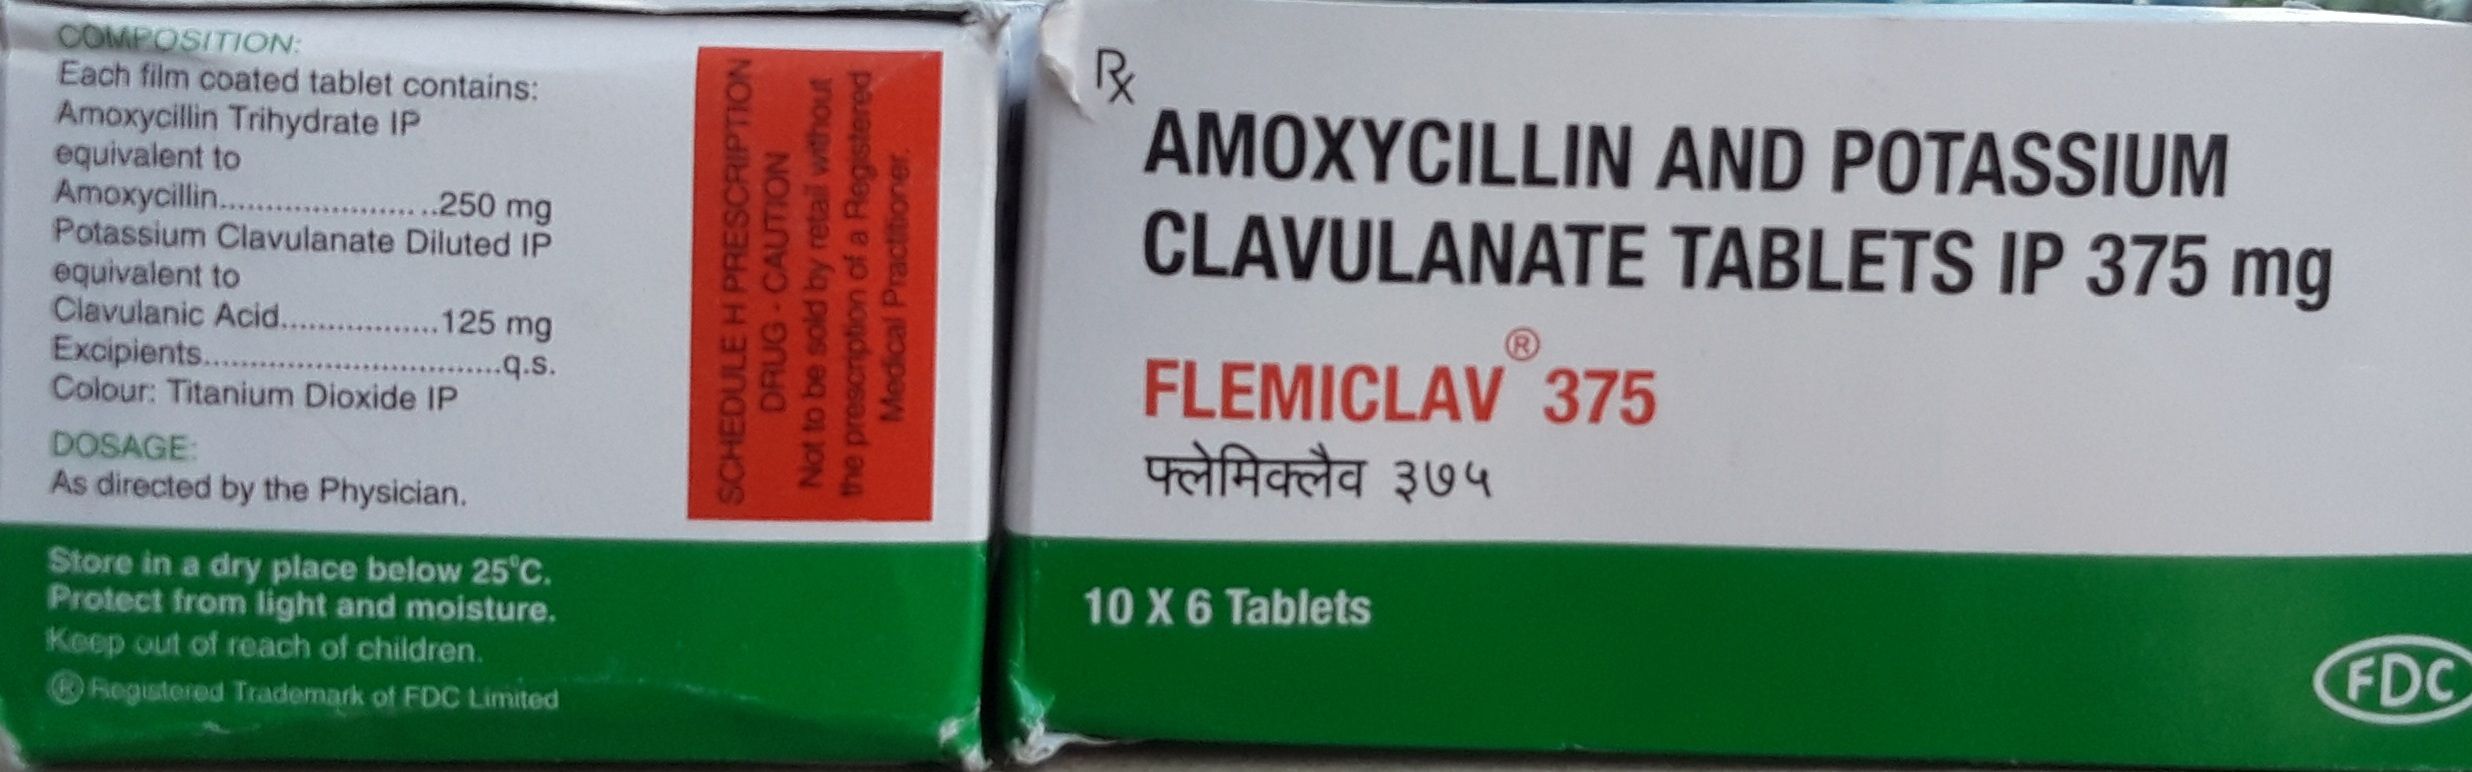 COMPOSITION:
Each film coated tablet contains:
Amoxycillin Trihydrate IP
equivalent to
Amoxycillin.........................250 mg
Potassium Clavulanate Diluted IP
equivalent to
Clavulanic Acid.................125 mg
Excipients................................q.s.
Colour: Titanium Dioxide IP
DOSAGE:
As directed by the Physician.
Store in a dry place below 25°C.
Protect from light and moisture.
Keep out of reach of children.
® Registered Trademark of FDC Limited
SCHEDULE H PRESCRIPTION
DRUG - CAUTION
Not to be sold by retail without
the prescription of a Registered
Medical Practitioner.
Rx
AMOXYCILLIN AND POTASSIUM
CLAVULANATE TABLETS IP 375 mg
FLEMICLAV® 375
फ्लेमिक्लैव ३७५
10 X 6 Tablets
FDC